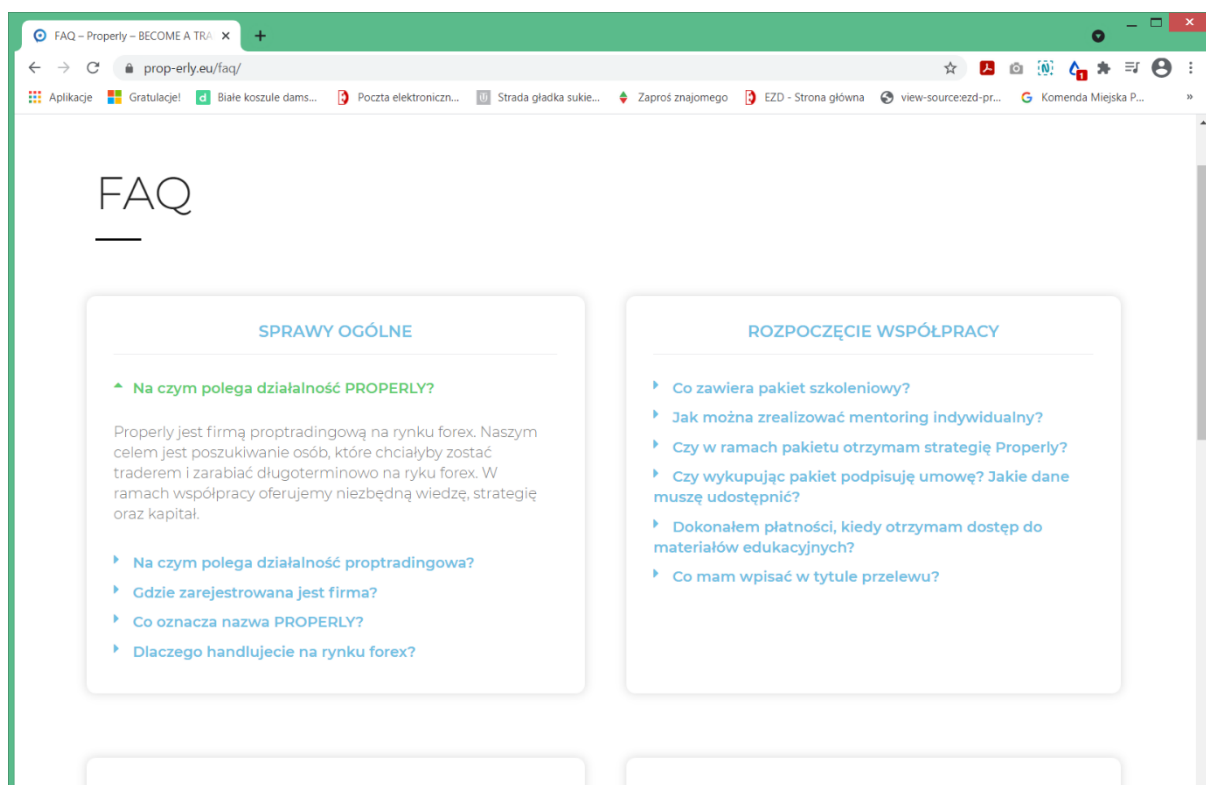 FAQ – Properly – BECOME A TRA
prop-erly.eu/faq/
1
Aplikacje Gratulacje! Białe koszule dams... Poczta elektroniczn... Strada gładka sukie... Zaproś znajomego EZD - Strona główna view-source:ezd-pr... Komenda Miejska P... »
FAQ
SPRAWY OGÓLNE
Na czym polega działalność PROPERLY?
Properly jest firmą proptradingową na rynku forex. Naszym
celem jest poszukiwanie osób, które chciałyby zostać
traderem i zarabiać długoterminowo na ryku forex. W
ramach współpracy oferujemy niezbędną wiedzę, strategię
oraz kapitał.
Na czym polega działalność proptradingowa?
Gdzie zarejestrowana jest firma?
Co oznacza nazwa PROPERLY?
Dlaczego handlujecie na rynku forex?
ROZPOCZĘCIE WSPÓŁPRACY
Co zawiera pakiet szkoleniowy?
Jak można zrealizować mentoring indywidualny?
Czy w ramach pakietu otrzymam strategię Properly?
Czy wykupując pakiet podpisuję umowę? Jakie dane
muszę udostępnić?
Dokonałem płatności, kiedy otrzymam dostęp do
materiałów edukacyjnych?
Co mam wpisać w tytule przelewu?